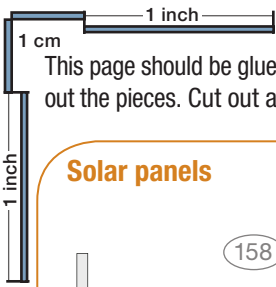 1 inch
1 cm
This page should be glue
out the pieces. Cut out a
1 inch
Solar panels
158